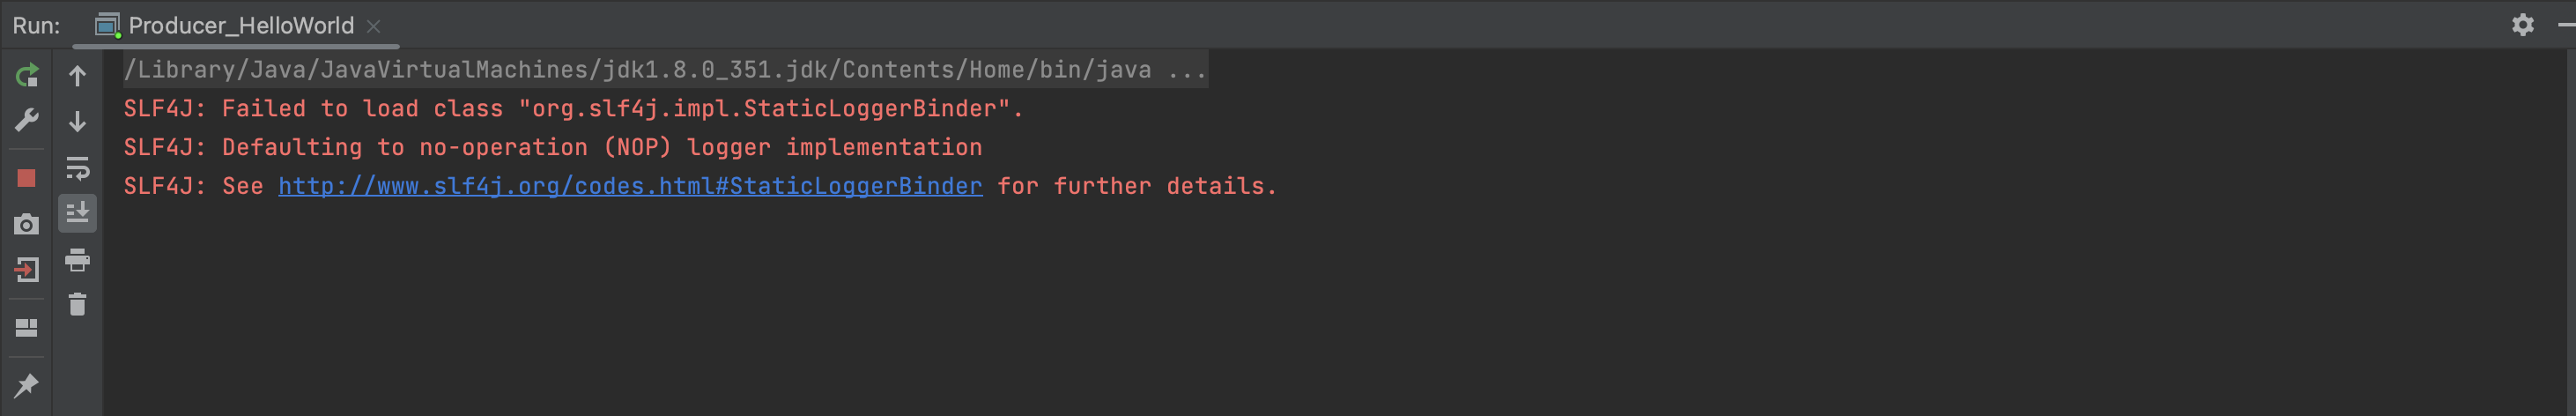 Run: Producer_HelloWorld
/Library/Java/JavaVirtualMachines/jdk1.8.0_351.jdk/Contents/Home/bin/java ...
SLF4J: Failed to load class "org.slf4j.impl.StaticLoggerBinder".
SLF4J: Defaulting to no-operation (NOP) logger implementation
SLF4J: See http://www.slf4j.org/codes.html#StaticLoggerBinder for further details.